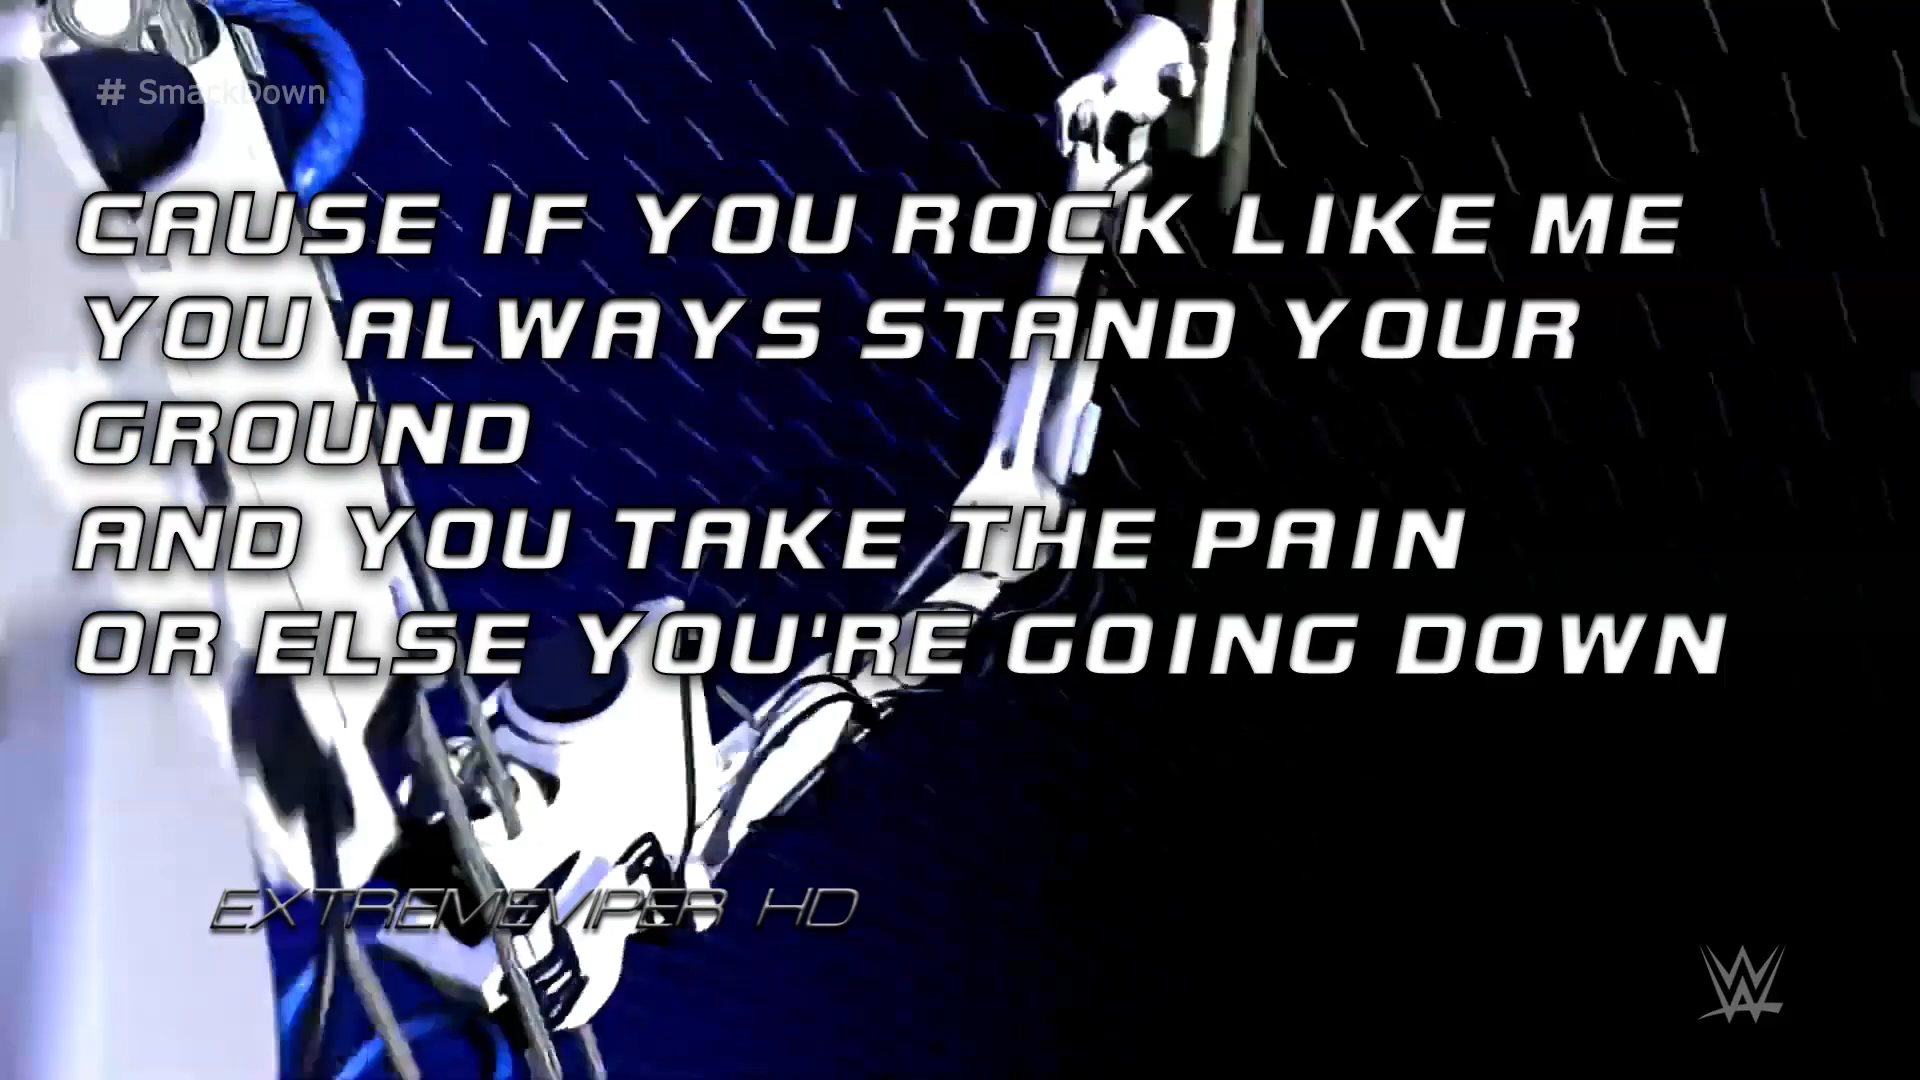 # SmackDown
CAUSE IF YOU ROCK LIKE ME
YOU ALWAYS STAND YOUR
GROUND
AND YOU TAKE THE PAIN
OR ELSE YOU'RE GOING DOWN
EXTREMEVIPER HD
W